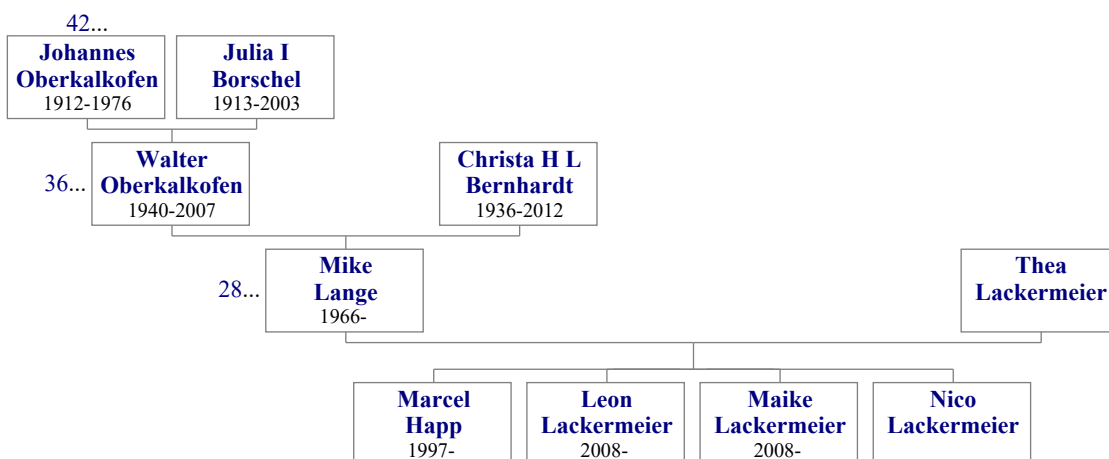 42...
Johannes
Oberkalkofen
1912-1976
Julia I
Borschel
1913-2003
36...
Walter
Oberkalkofen
1940-2007
Christa H L
Bernhardt
1936-2012
28...
Mike
Lange
1966-
Thea
Lackermeier
Marcel
Happ
1997-
Leon
Lackermeier
2008-
Maike
Lackermeier
2008-
Nico
Lackermeier